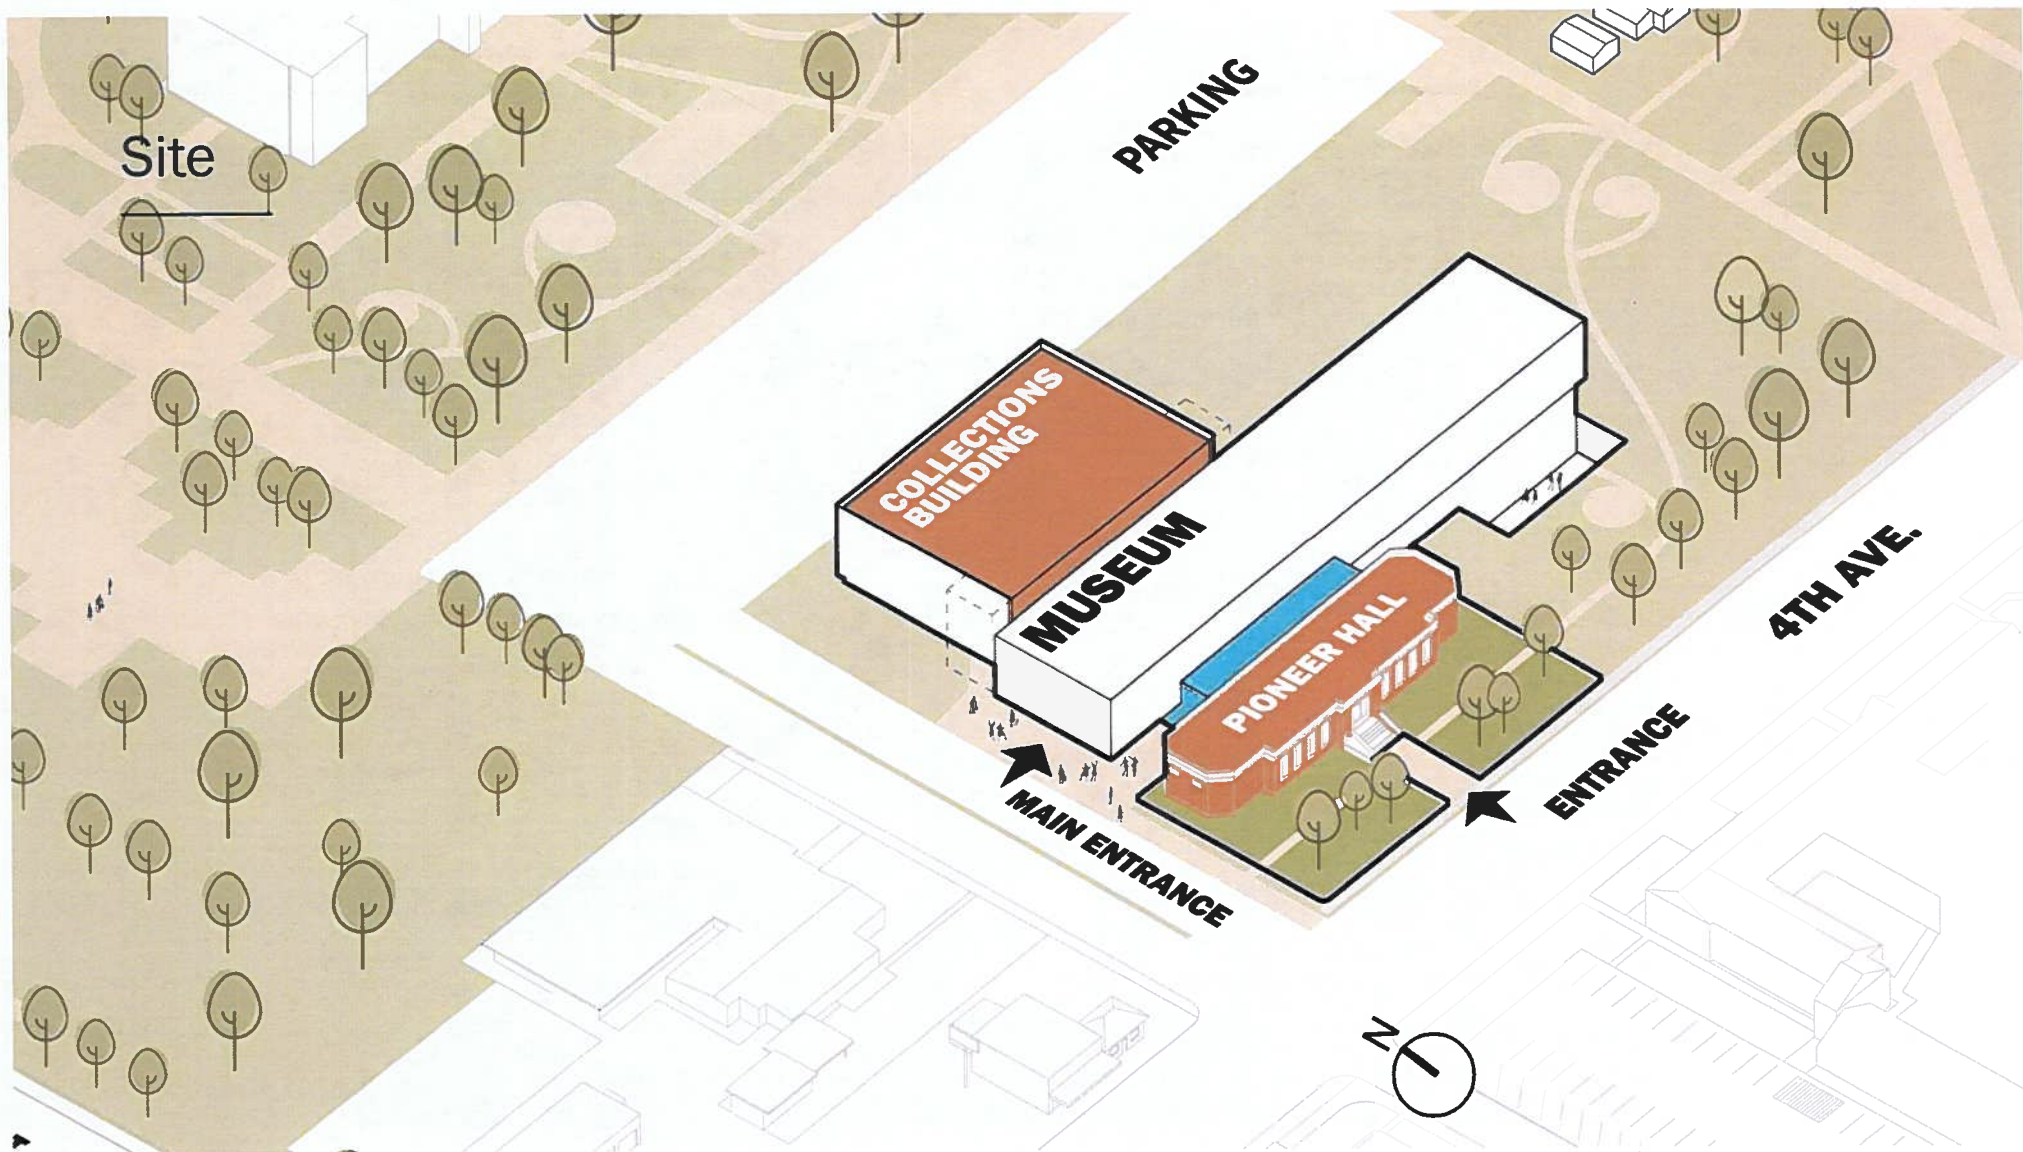 Site
PARKING
COLLECTIONS
BUILDING
MUSEUM
PIONEER HALL
4TH AVE.
ENTRANCE
MAIN ENTRANCE
N